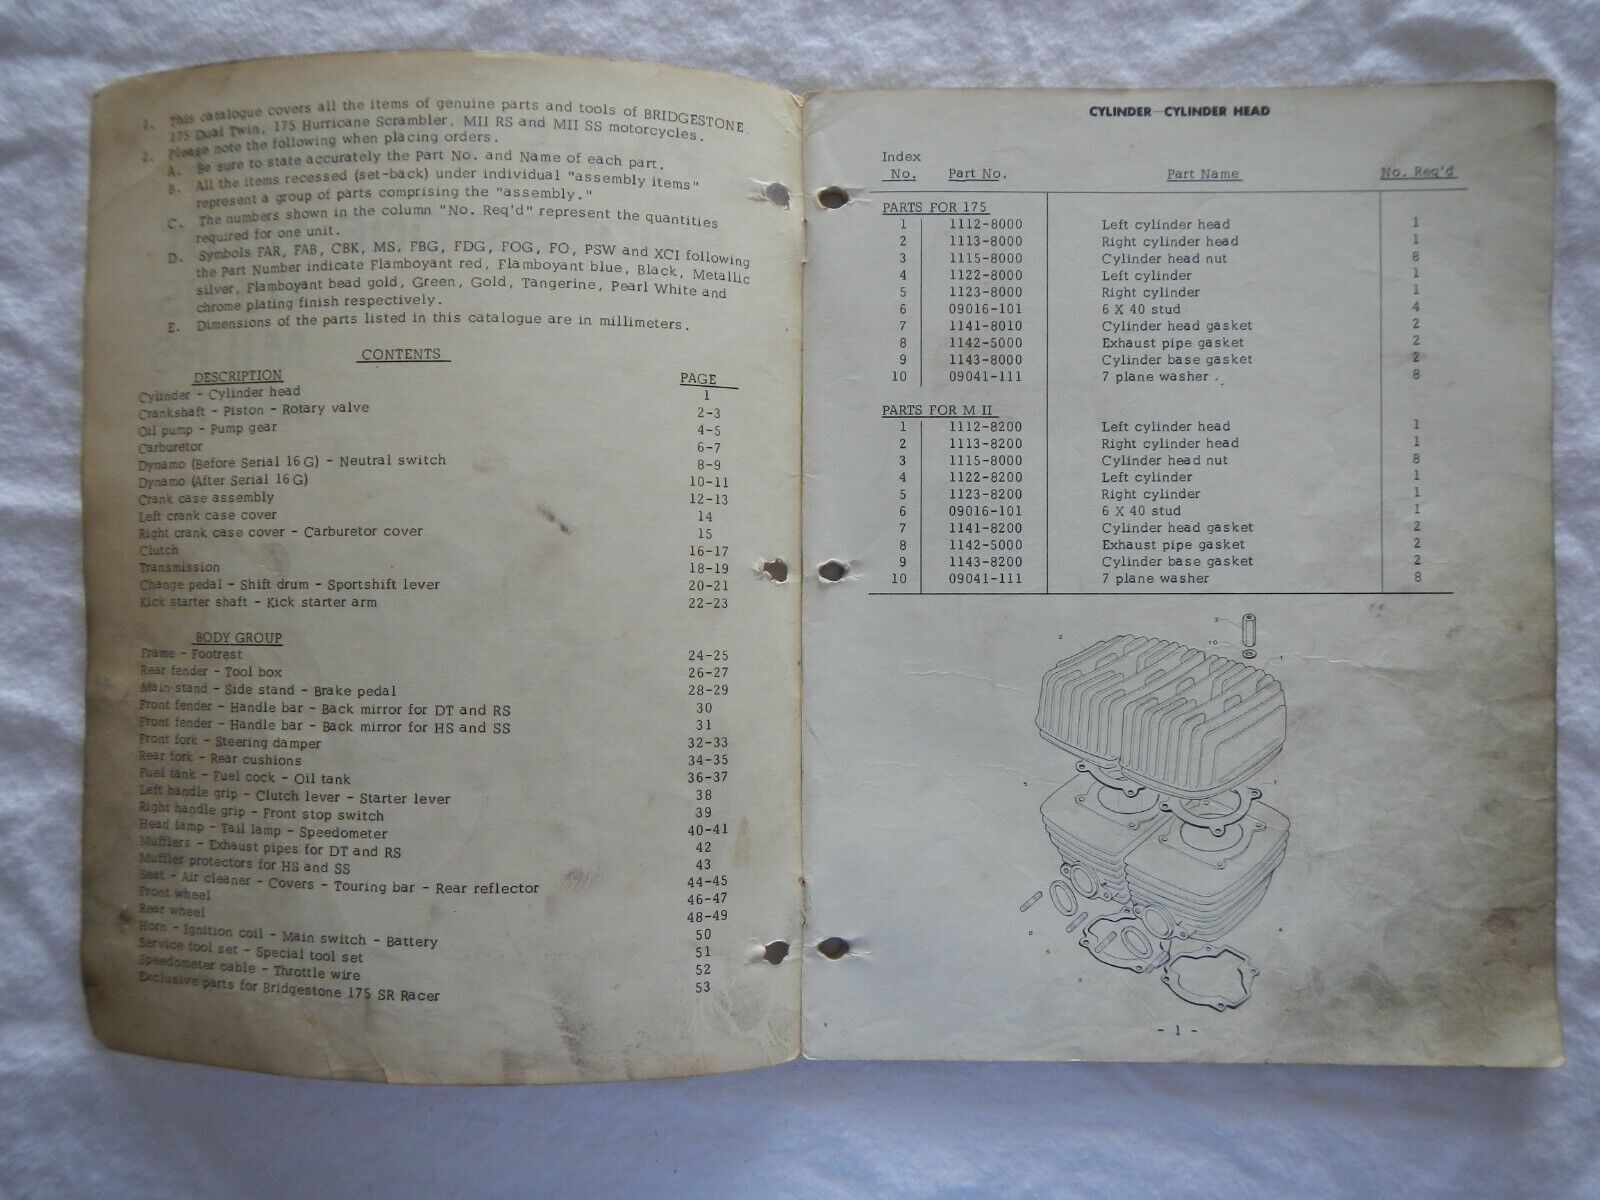 1. This catalogue covers all the items of genuine parts and tools of BRIDGESTONE
175 Dual Twin, 175 Hurricane Scrambler, MII RS and MII SS motorcycles.
2. Please note the following when placing orders.
A. Be sure to state accurately the Part No. and Name of each part.
B. All the items recessed (set-back) under individual "assembly items"
represent a group of parts comprising the "assembly."
C. The numbers shown in the column "No. Req'd" represent the quantities
required for one unit.
D. Symbols FAR, FAB, CBK, MS, FBG, FDG, FOG, FO, PSW and XCI following
the Part Number indicate Flamboyant red, Flamboyant blue, Black, Metallic
silver, Flamboyant bead gold, Green, Gold, Tangerine, Pearl White and
chrome plating finish respectively.
E. Dimensions of the parts listed in this catalogue are in millimeters.
CONTENTS
DESCRIPTION PAGE
Cylinder - Cylinder head 1
Crankshaft - Piston - Rotary valve 2-3
Oil pump - Pump gear 4-5
Carburetor 6-7
Dynamo (Before Serial 16G) - Neutral switch 8-9
Dynamo (After Serial 16G) 10-11
Crank case assembly 12-13
Left crank case cover 14
Right crank case cover - Carburetor cover 15
Clutch 16-17
Transmission 18-19
Change pedal - Shift drum - Sportshift lever 20-21
Kick starter shaft - Kick starter arm 22-23
BODY GROUP
Frame - Footrest 24-25
Rear fender - Tool box 26-27
Main stand - Side stand - Brake pedal 28-29
Front fender - Handle bar - Back mirror for DT and RS 30
Front fender - Handle bar - Back mirror for HS and SS 31
Front fork - Steering damper 32-33
Rear fork - Rear cushions 34-35
Fuel tank - Fuel cock - Oil tank 36-37
Left handle grip - Clutch lever - Starter lever 38
Right handle grip - Front stop switch 39
Head lamp - Tail lamp - Speedometer 40-41
Mufflers - Exhaust pipes for DT and RS 42
Muffler protectors for HS and SS 43
Seat - Air cleaner - Covers - Touring bar - Rear reflector 44-45
Front wheel 46-47
Rear wheel 48-49
Horn - Ignition coil - Main switch - Battery 50
Service tool set - Special tool set 51
Speedometer cable - Throttle wire 52
Exclusive parts for Bridgestone 175 SR Racer 53
CYLINDER-CYLINDER HEAD
Index
No. Part No. Part Name No. Req'd
PARTS FOR 175
1 1112-8000 Left cylinder head 1
2 1113-8000 Right cylinder head 1
3 1115-8000 Cylinder head nut 8
4 1122-8000 Left cylinder 1
5 1123-8000 Right cylinder 1
6 09016-101 6 X 40 stud 4
7 1141-8010 Cylinder head gasket 2
8 1142-5000 Exhaust pipe gasket 2
9 1143-8000 Cylinder base gasket 2
10 09041-111 7 plane washer . 8
PARTS FOR M II
1 1112-8200 Left cylinder head 1
2 1113-8200 Right cylinder head 1
3 1115-8000 Cylinder head nut 8
4 1122-8200 Left cylinder 1
5 1123-8200 Right cylinder 1
6 09016-101 6 X 40 stud 1
7 1141-8200 Cylinder head gasket 2
8 1142-5000 Exhaust pipe gasket 2
9 1143-8200 Cylinder base gasket 2
10 09041-111 7 plane washer 8
3
10
2
1
5
7
8
6
4
9
- 1 -